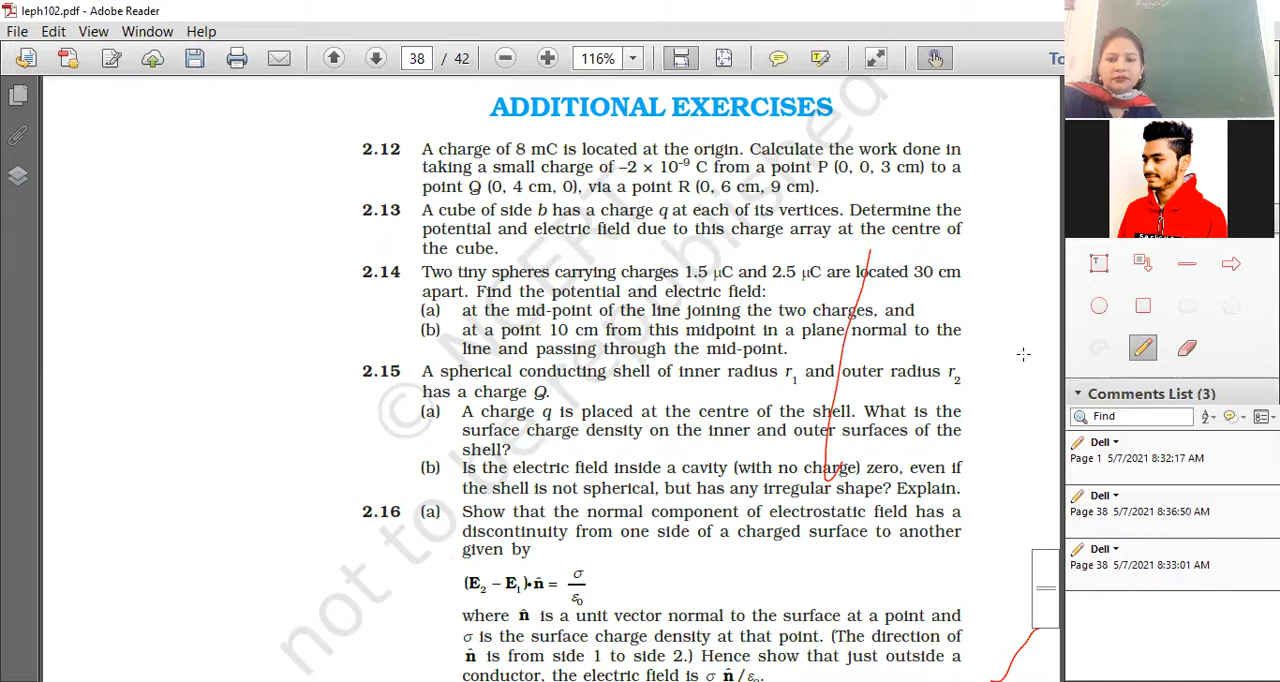 leph102.pdf - Adobe Reader
File Edit View Window Help
38 / 42 116% To
ADDITIONAL EXERCISES
2.12 A charge of 8 mC is located at the origin. Calculate the work done in
taking a small charge of –2 × 10⁻⁹ C from a point P (0, 0, 3 cm) to a
point Q (0, 4 cm, 0), via a point R (0, 6 cm, 9 cm).
2.13 A cube of side b has a charge q at each of its vertices. Determine the
potential and electric field due to this charge array at the centre of
the cube.
2.14 Two tiny spheres carrying charges 1.5 μC and 2.5 μC are located 30 cm
apart. Find the potential and electric field:
(a) at the mid-point of the line joining the two charges, and
(b) at a point 10 cm from this midpoint in a plane normal to the
line and passing through the mid-point.
2.15 A spherical conducting shell of inner radius r₁ and outer radius r₂
has a charge Q.
(a) A charge q is placed at the centre of the shell. What is the
surface charge density on the inner and outer surfaces of the
shell?
(b) Is the electric field inside a cavity (with no charge) zero, even if
the shell is not spherical, but has any irregular shape? Explain.
2.16 (a) Show that the normal component of electrostatic field has a
discontinuity from one side of a charged surface to another
given by
(E₂ – E₁)•n̂ = σ/ε₀
where n̂ is a unit vector normal to the surface at a point and
σ is the surface charge density at that point. (The direction of
n̂ is from side 1 to side 2.) Hence show that just outside a
conductor, the electric field is σ n̂/ε₀.
© NCERT
not to be republished
Comments List (3)
Find
Dell
Page 1 5/7/2021 8:32:17 AM
Dell
Page 38 5/7/2021 8:36:50 AM
Dell
Page 38 5/7/2021 8:33:01 AM